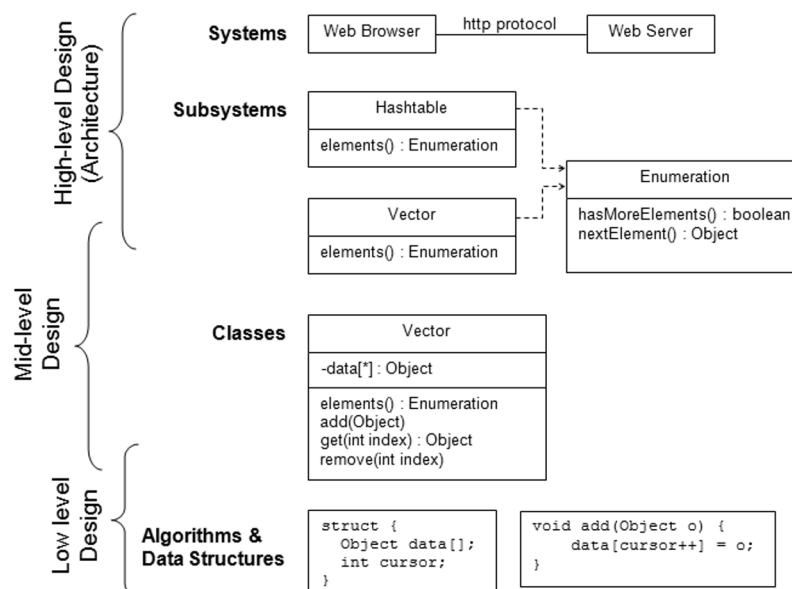 High-level Design
(Architecture)
Systems
Web Browser
http protocol
Web Server
Subsystems
Hashtable
elements() : Enumeration
Enumeration
hasMoreElements() : boolean
nextElement() : Object
Vector
elements() : Enumeration
Mid-level
Design
Classes
Vector
-data[*] : Object
elements() : Enumeration
add(Object)
get(int index) : Object
remove(int index)
Low level
Design
Algorithms &
Data Structures
struct {
  Object data[];
  int cursor;
}
void add(Object o) {
    data[cursor++] = o;
}